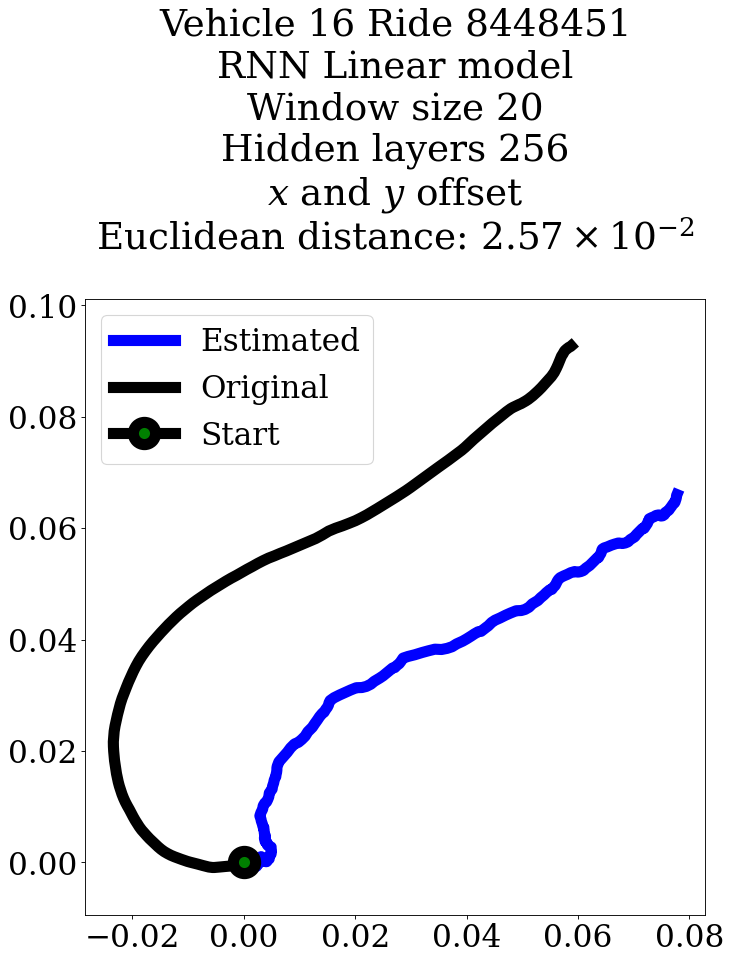 Vehicle 16 Ride 8448451
RNN Linear model
Window size 20
Hidden layers 256
x and y offset
Euclidean distance: 2.57 × 10⁻²
Estimated
Original
Start
0.10
0.08
0.06
0.04
0.02
0.00
−0.02 0.00 0.02 0.04 0.06 0.08